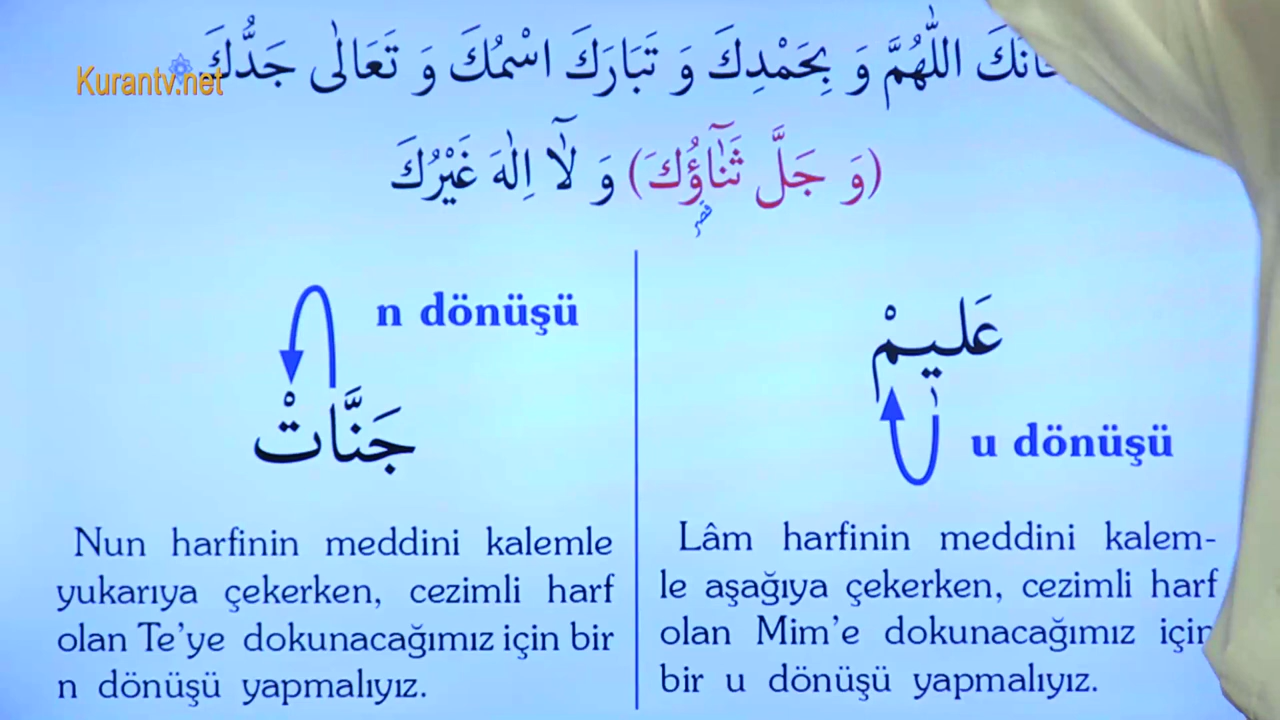 Kurantv.net
اللّٰهُمَّ وَ بِحَمْدِكَ وَ تَبَارَكَ اسْمُكَ وَ تَعَالٰى جَدُّكَ
(وَ جَلَّ ثَنَٓاؤُكَ) وَ لَٓا اِلٰهَ غَيْرُكَ
قصر
n dönüşü
جَنَّاتْ
Nun harfinin meddini kalemle
yukarıya çekerken, cezimli harf
olan Te’ye dokunacağımız için bir
n dönüşü yapmalıyız.
عَليمْ
u dönüşü
Lâm harfinin meddini kalem-
le aşağıya çekerken, cezimli harf
olan Mim’e dokunacağımız için
bir u dönüşü yapmalıyız.